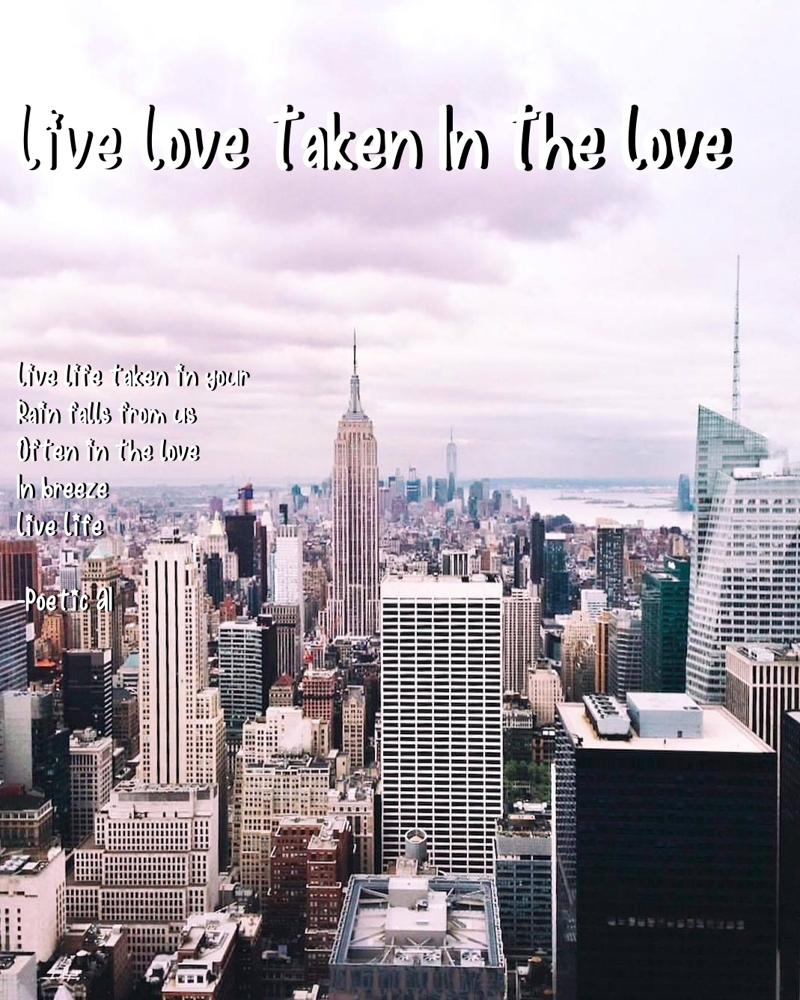 Live Love Taken In The Love
Live life taken in your
Rain falls from us
Often in the love
In breeze
Live life
-Poetic Al